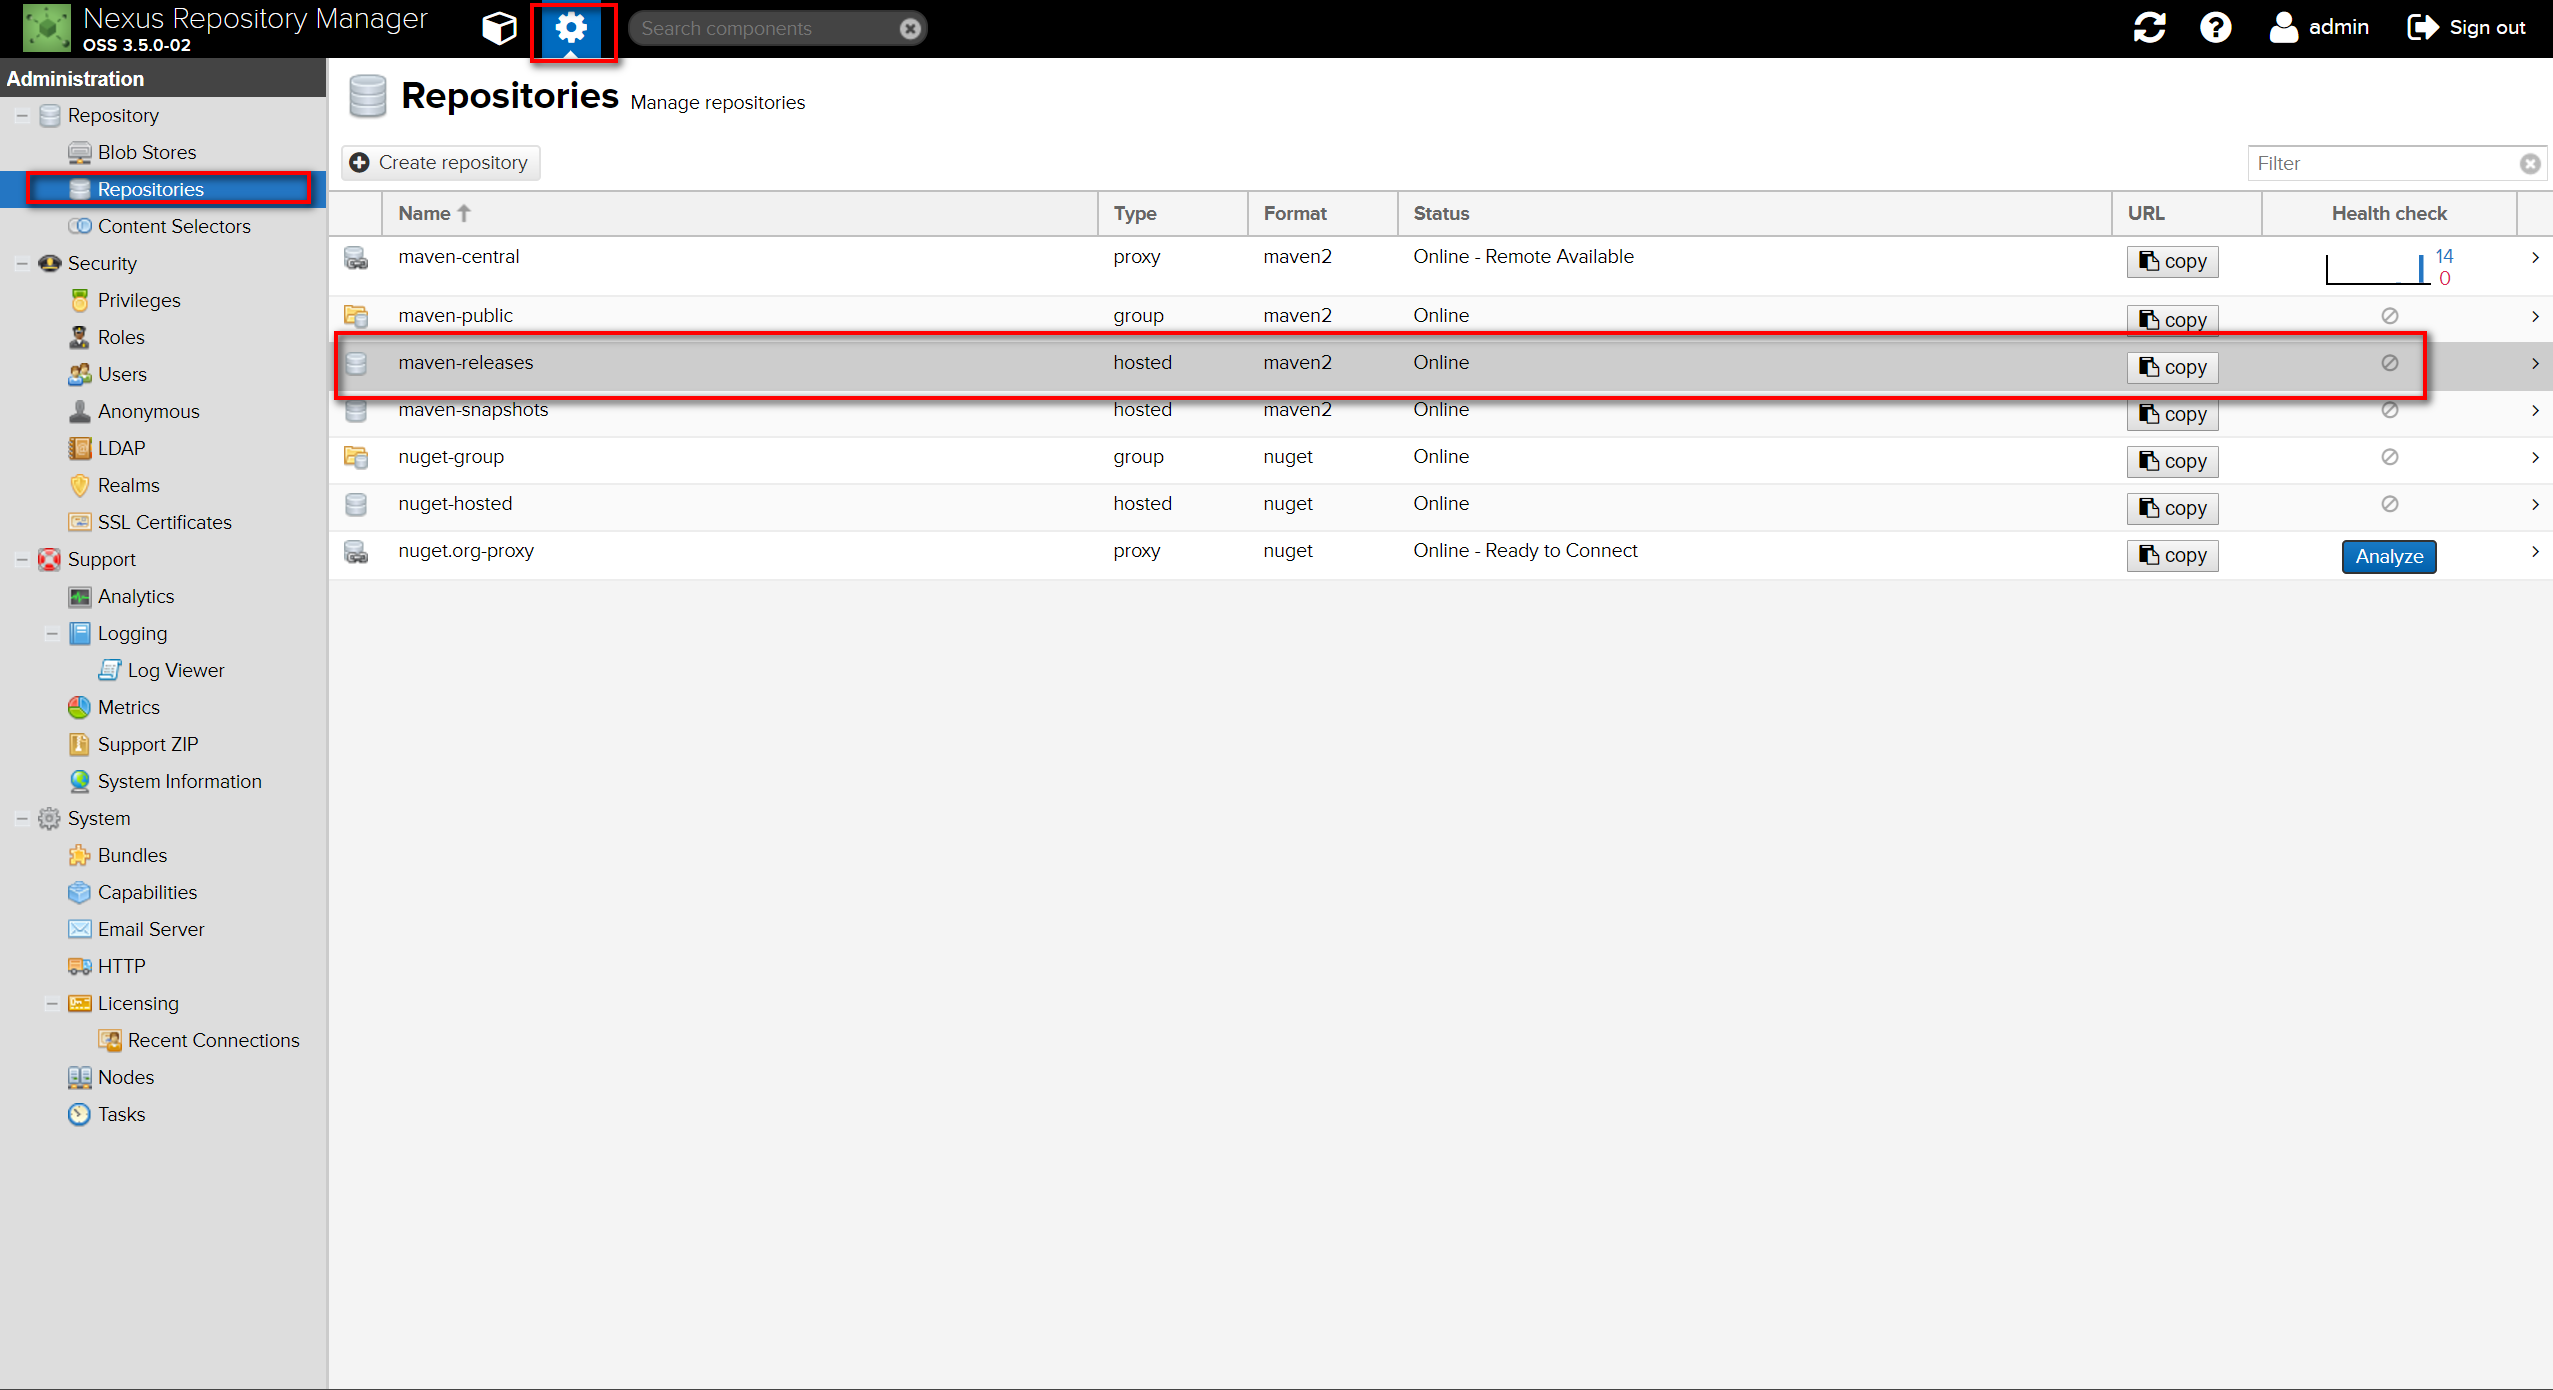 Nexus Repository Manager
OSS 3.5.0-02
Search components
admin
Sign out
Administration
Repository
Blob Stores
Repositories
Content Selectors
Security
Privileges
Roles
Users
Anonymous
LDAP
Realms
SSL Certificates
Support
Analytics
Logging
Log Viewer
Metrics
Support ZIP
System Information
System
Bundles
Capabilities
Email Server
HTTP
Licensing
Recent Connections
Nodes
Tasks
Repositories Manage repositories
Create repository
Filter
Name Type Format Status URL Health check
maven-central proxy maven2 Online - Remote Available copy 14
0
maven-public group maven2 Online copy
maven-releases hosted maven2 Online copy
maven-snapshots hosted maven2 Online copy
nuget-group group nuget Online copy
nuget-hosted hosted nuget Online copy
nuget.org-proxy proxy nuget Online - Ready to Connect copy Analyze